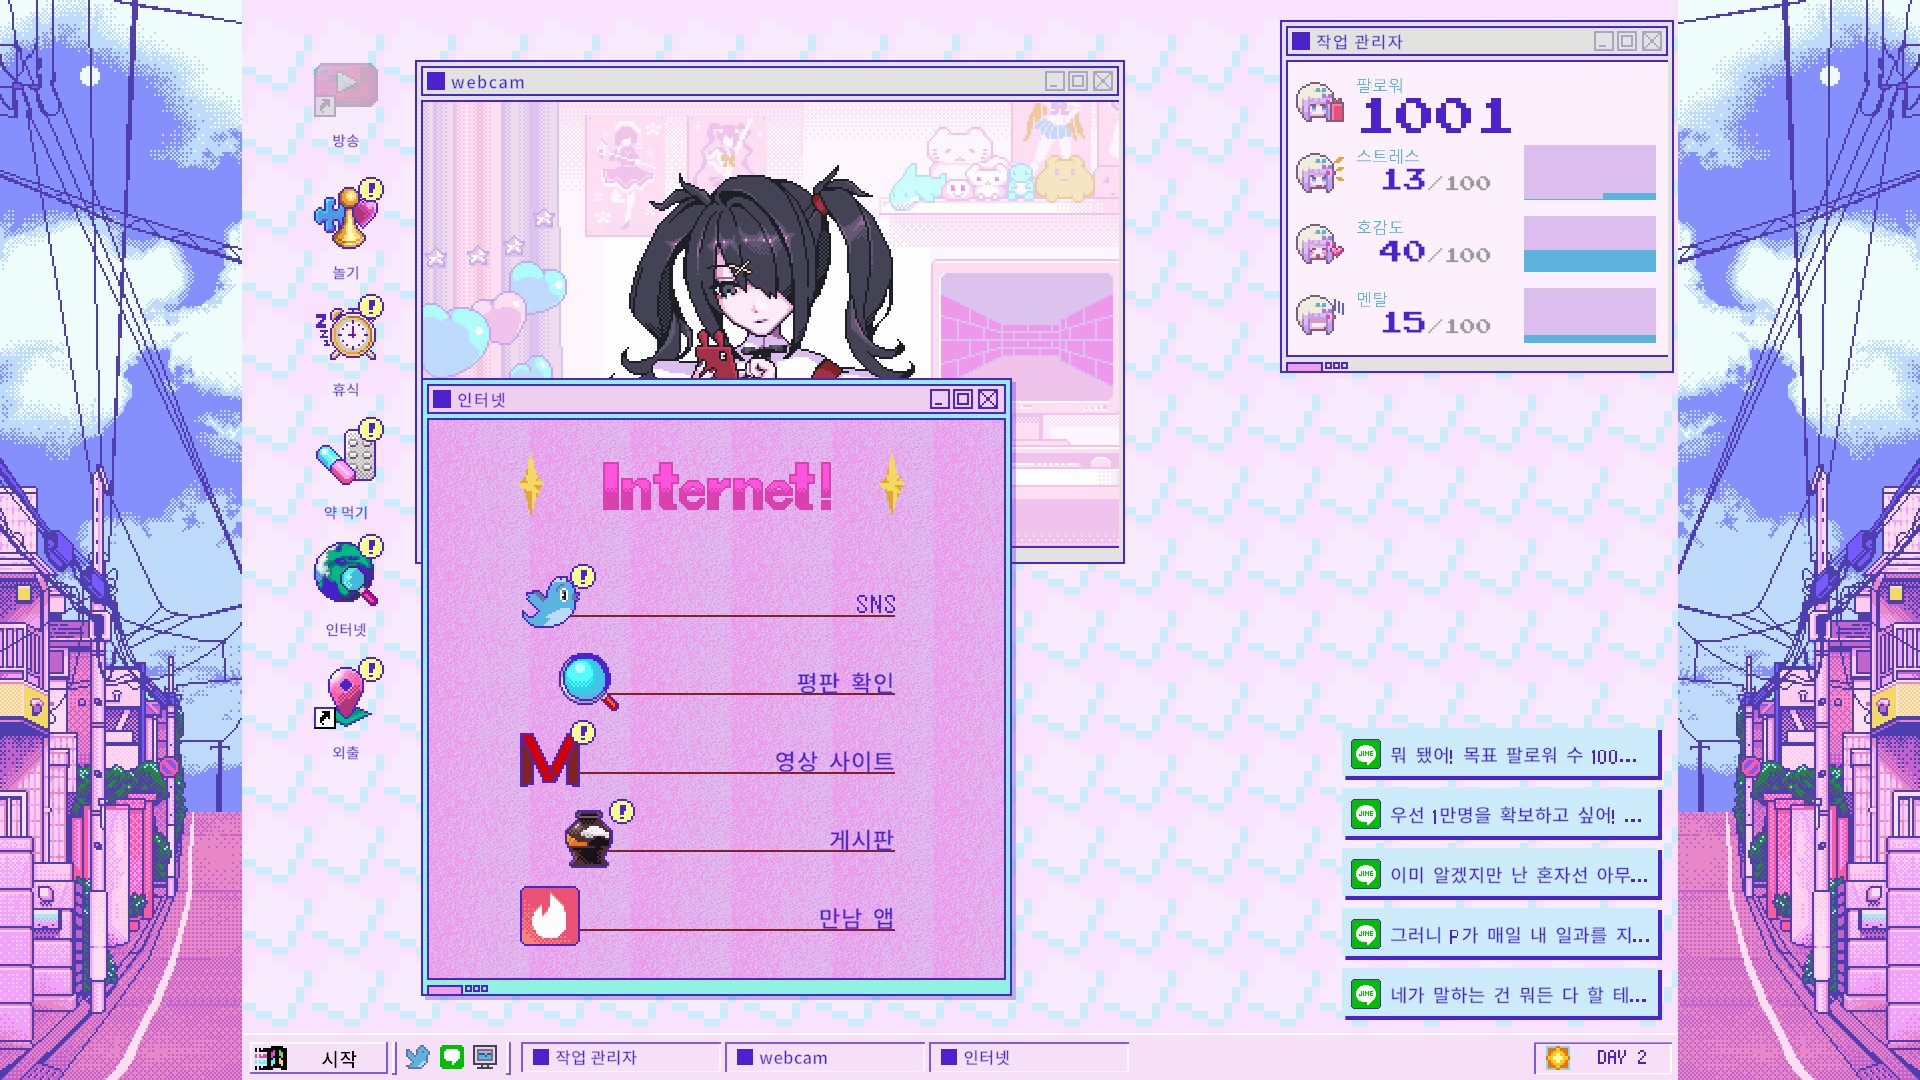 방송
놀기
휴식
약 먹기
인터넷
외출
webcam
인터넷
Internet!
SNS
평판 확인
영상 사이트
게시판
만남 앱
작업 관리자
팔로워
1001
스트레스
13/100
호감도
40/100
멘탈
15/100
JINE 뭐 됐어! 목표 팔로워 수 100...
JINE 우선 1만명을 확보하고 싶어! ...
JINE 이미 알겠지만 난 혼자선 아무...
JINE 그러니 P가 매일 내 일과를 지...
JINE 네가 말하는 건 뭐든 다 할 테...
시작
작업 관리자
webcam
인터넷
DAY 2